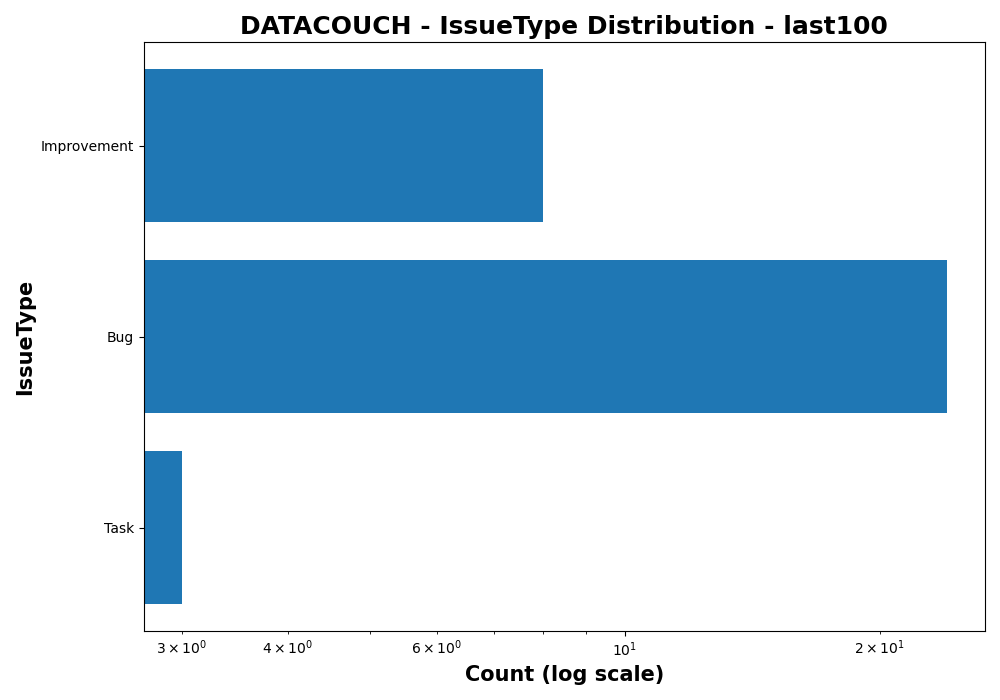 DATACOUCH - IssueType Distribution - last100
IssueType
Improvement
Bug
Task
3 × 10⁰ 4 × 10⁰ 6 × 10⁰ 10¹ 2 × 10¹
Count (log scale)